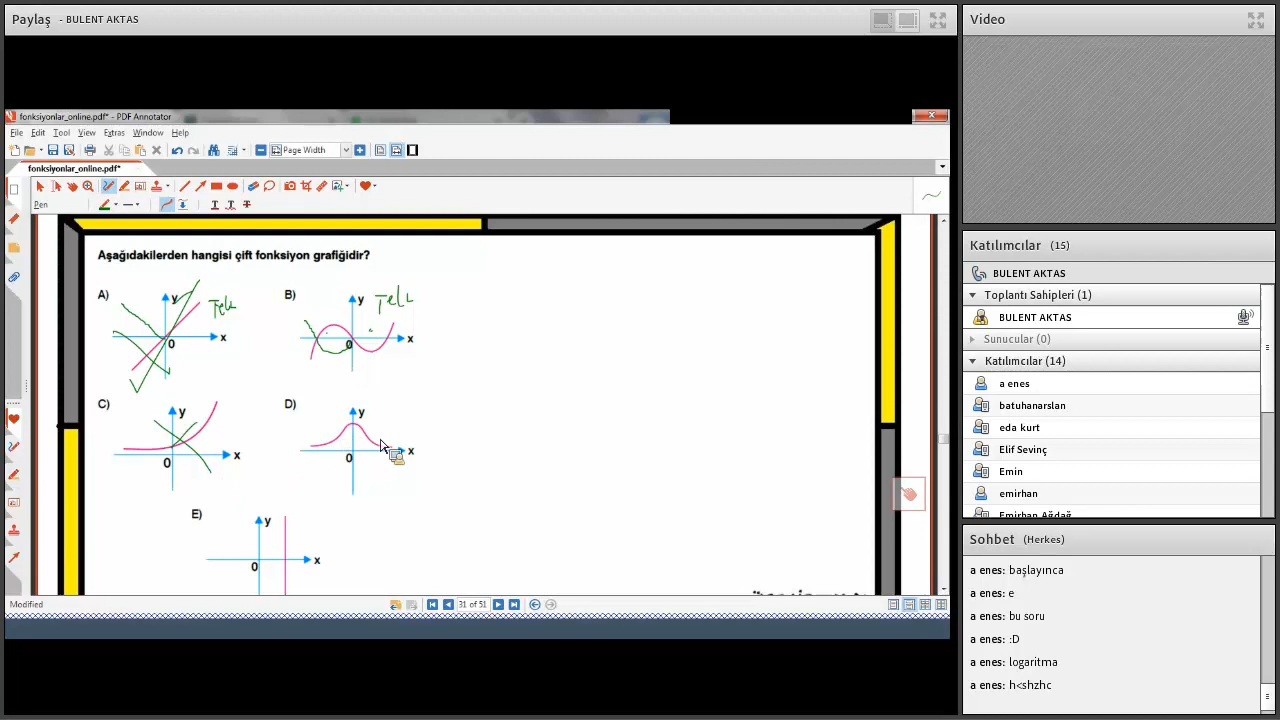 Paylaş - BULENT AKTAS
fonksiyonlar_online.pdf* - PDF Annotator
File Edit Tool View Extras Window Help
Page Width
fonksiyonlar_online.pdf*
Pen
Aşağıdakilerden hangisi çift fonksiyon grafiğidir?
A) y x 0 Tek
B) y x 0 Tek
C) y x 0
D) y x 0
E) y x 0
Modified
31 of 51
Video
Katılımcılar (15)
BULENT AKTAS
Toplantı Sahipleri (1)
BULENT AKTAS
Sunucular (0)
Katılımcılar (14)
a enes
batuhanarslan
eda kurt
Elif Sevinç
Emin
emirhan
Emirhan Ağdağ
Sohbet (Herkes)
a enes: başlayınca
a enes: e
a enes: bu soru
a enes: :D
a enes: logaritma
a enes: h<shzhc